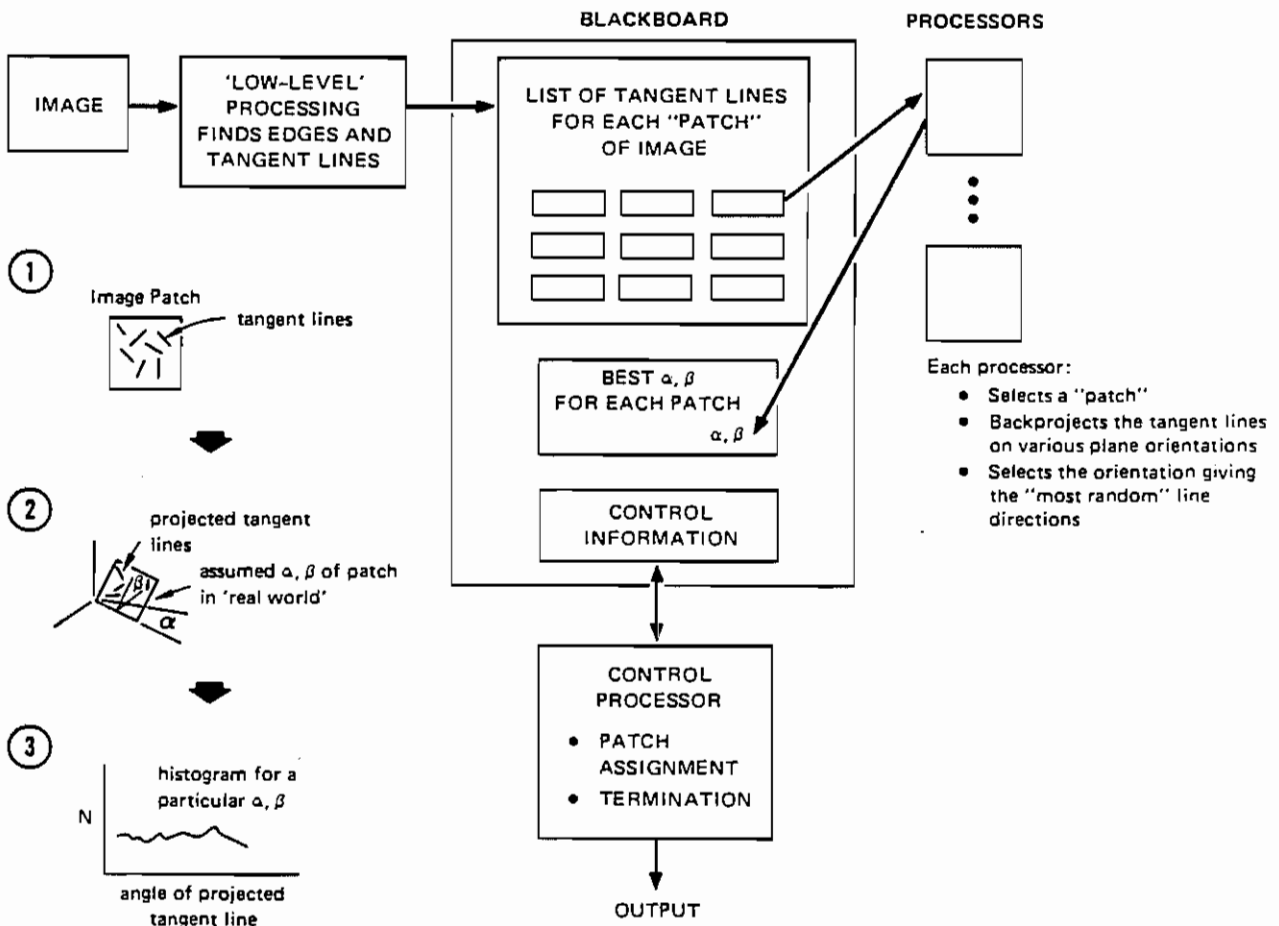 BLACKBOARD
PROCESSORS
IMAGE
'LOW-LEVEL'
PROCESSING
FINDS EDGES AND
TANGENT LINES
LIST OF TANGENT LINES
FOR EACH "PATCH"
OF IMAGE
BEST α, β
FOR EACH PATCH
α, β
CONTROL
INFORMATION
CONTROL
PROCESSOR
• PATCH
ASSIGNMENT
• TERMINATION
OUTPUT
Each processor:
• Selects a "patch"
• Backprojects the tangent lines
on various plane orientations
• Selects the orientation giving
the "most random" line
directions
1
Image Patch
tangent lines
2
projected tangent
lines
assumed α, β of patch
in 'real world'
β
α
3
histogram for a
particular α, β
N
angle of projected
tangent line